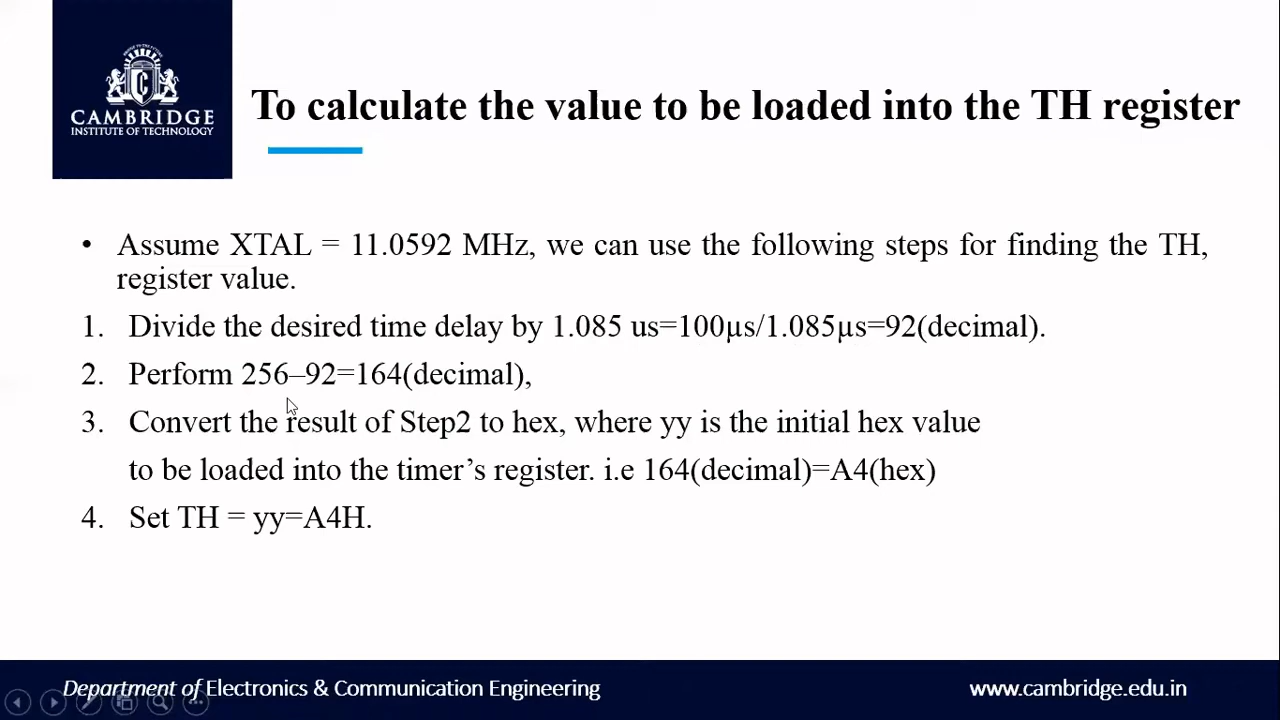 CAMBRIDGE
INSTITUTE OF TECHNOLOGY
To calculate the value to be loaded into the TH register
• Assume XTAL = 11.0592 MHz, we can use the following steps for finding the TH,
register value.
1. Divide the desired time delay by 1.085 us=100µs/1.085µs=92(decimal).
2. Perform 256–92=164(decimal),
3. Convert the result of Step2 to hex, where yy is the initial hex value
to be loaded into the timer’s register. i.e 164(decimal)=A4(hex)
4. Set TH = yy=A4H.
Department of Electronics & Communication Engineering
www.cambridge.edu.in